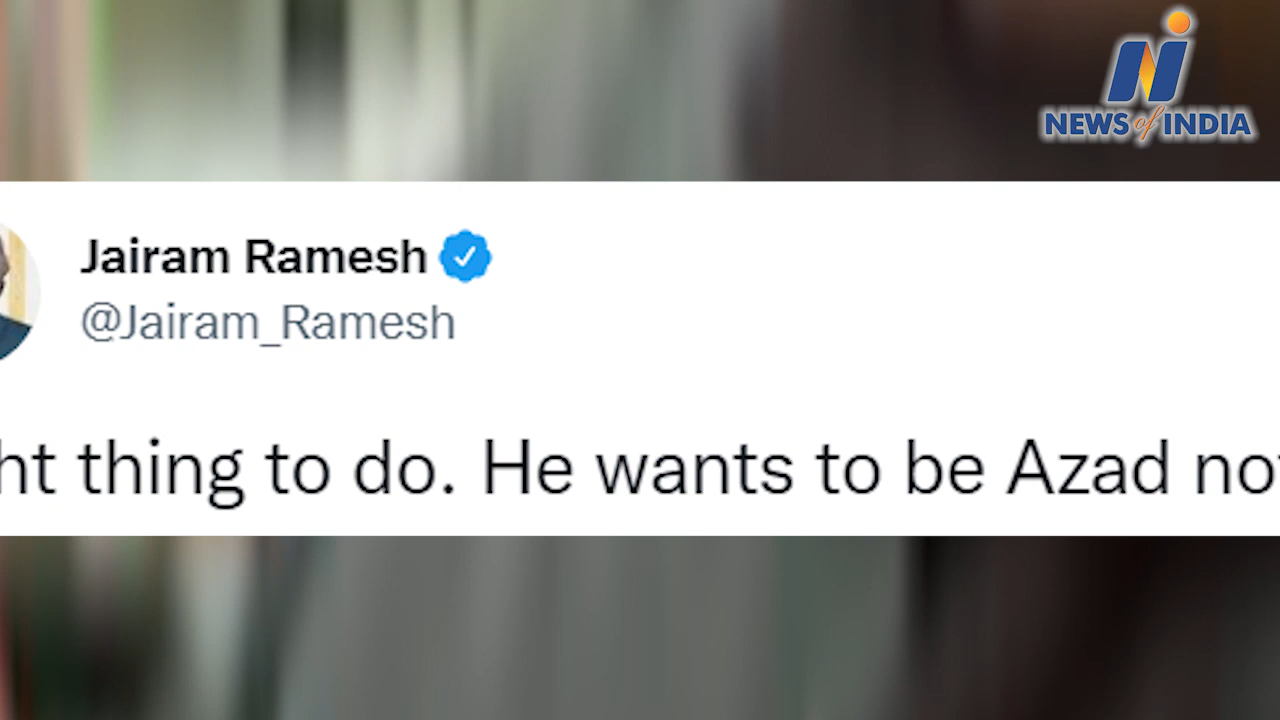 NEWS of INDIA
Jairam Ramesh
@Jairam_Ramesh
thing to do. He wants to be Azad